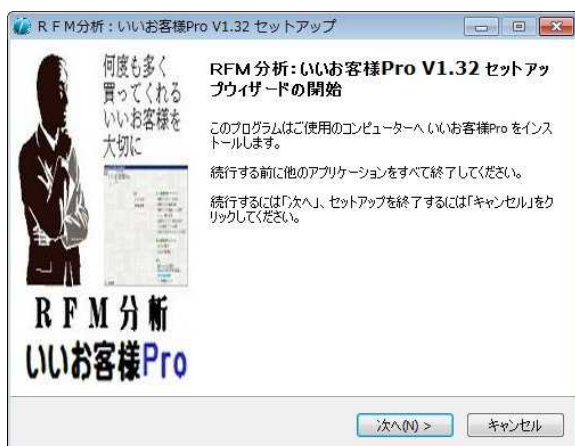 ＲＦＭ分析：いいお客様Pro V1.32 セットアップ
何度も多く
買ってくれる
いいお客様を
大切に
ＲＦＭ分析
いいお客様Pro
RFM分析：いいお客様Pro V1.32 セットアッ
プウィザードの開始
このプログラムはご使用のコンピューターへ いいお客様Pro をインス
トールします。
続行する前に他のアプリケーションをすべて終了してください。
続行するには「次へ」、セットアップを終了するには「キャンセル」をク
リックしてください。
次へ(N) >
キャンセル